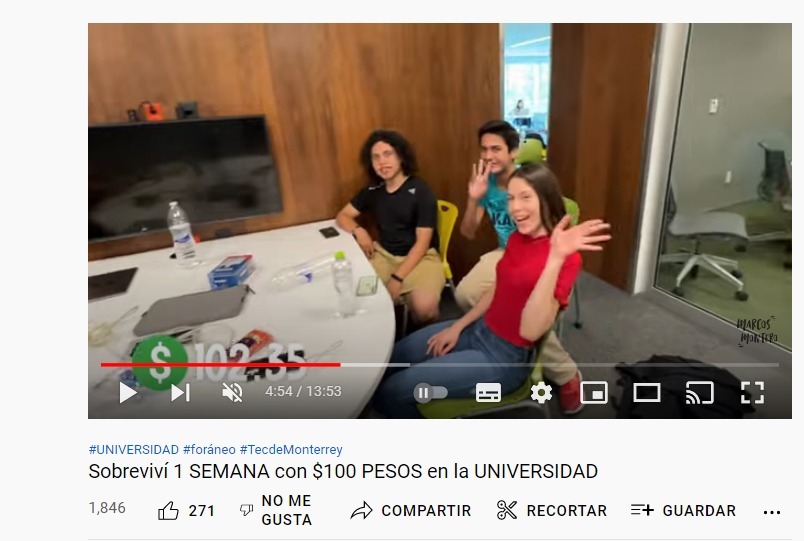 KA
MARCOS
MONTERO
$ 102.35
4:54 / 13:53
#UNIVERSIDAD #foráneo #TecdeMonterrey
Sobreviví 1 SEMANA con $100 PESOS en la UNIVERSIDAD
1,846
271
NO ME
GUSTA
COMPARTIR
RECORTAR
GUARDAR